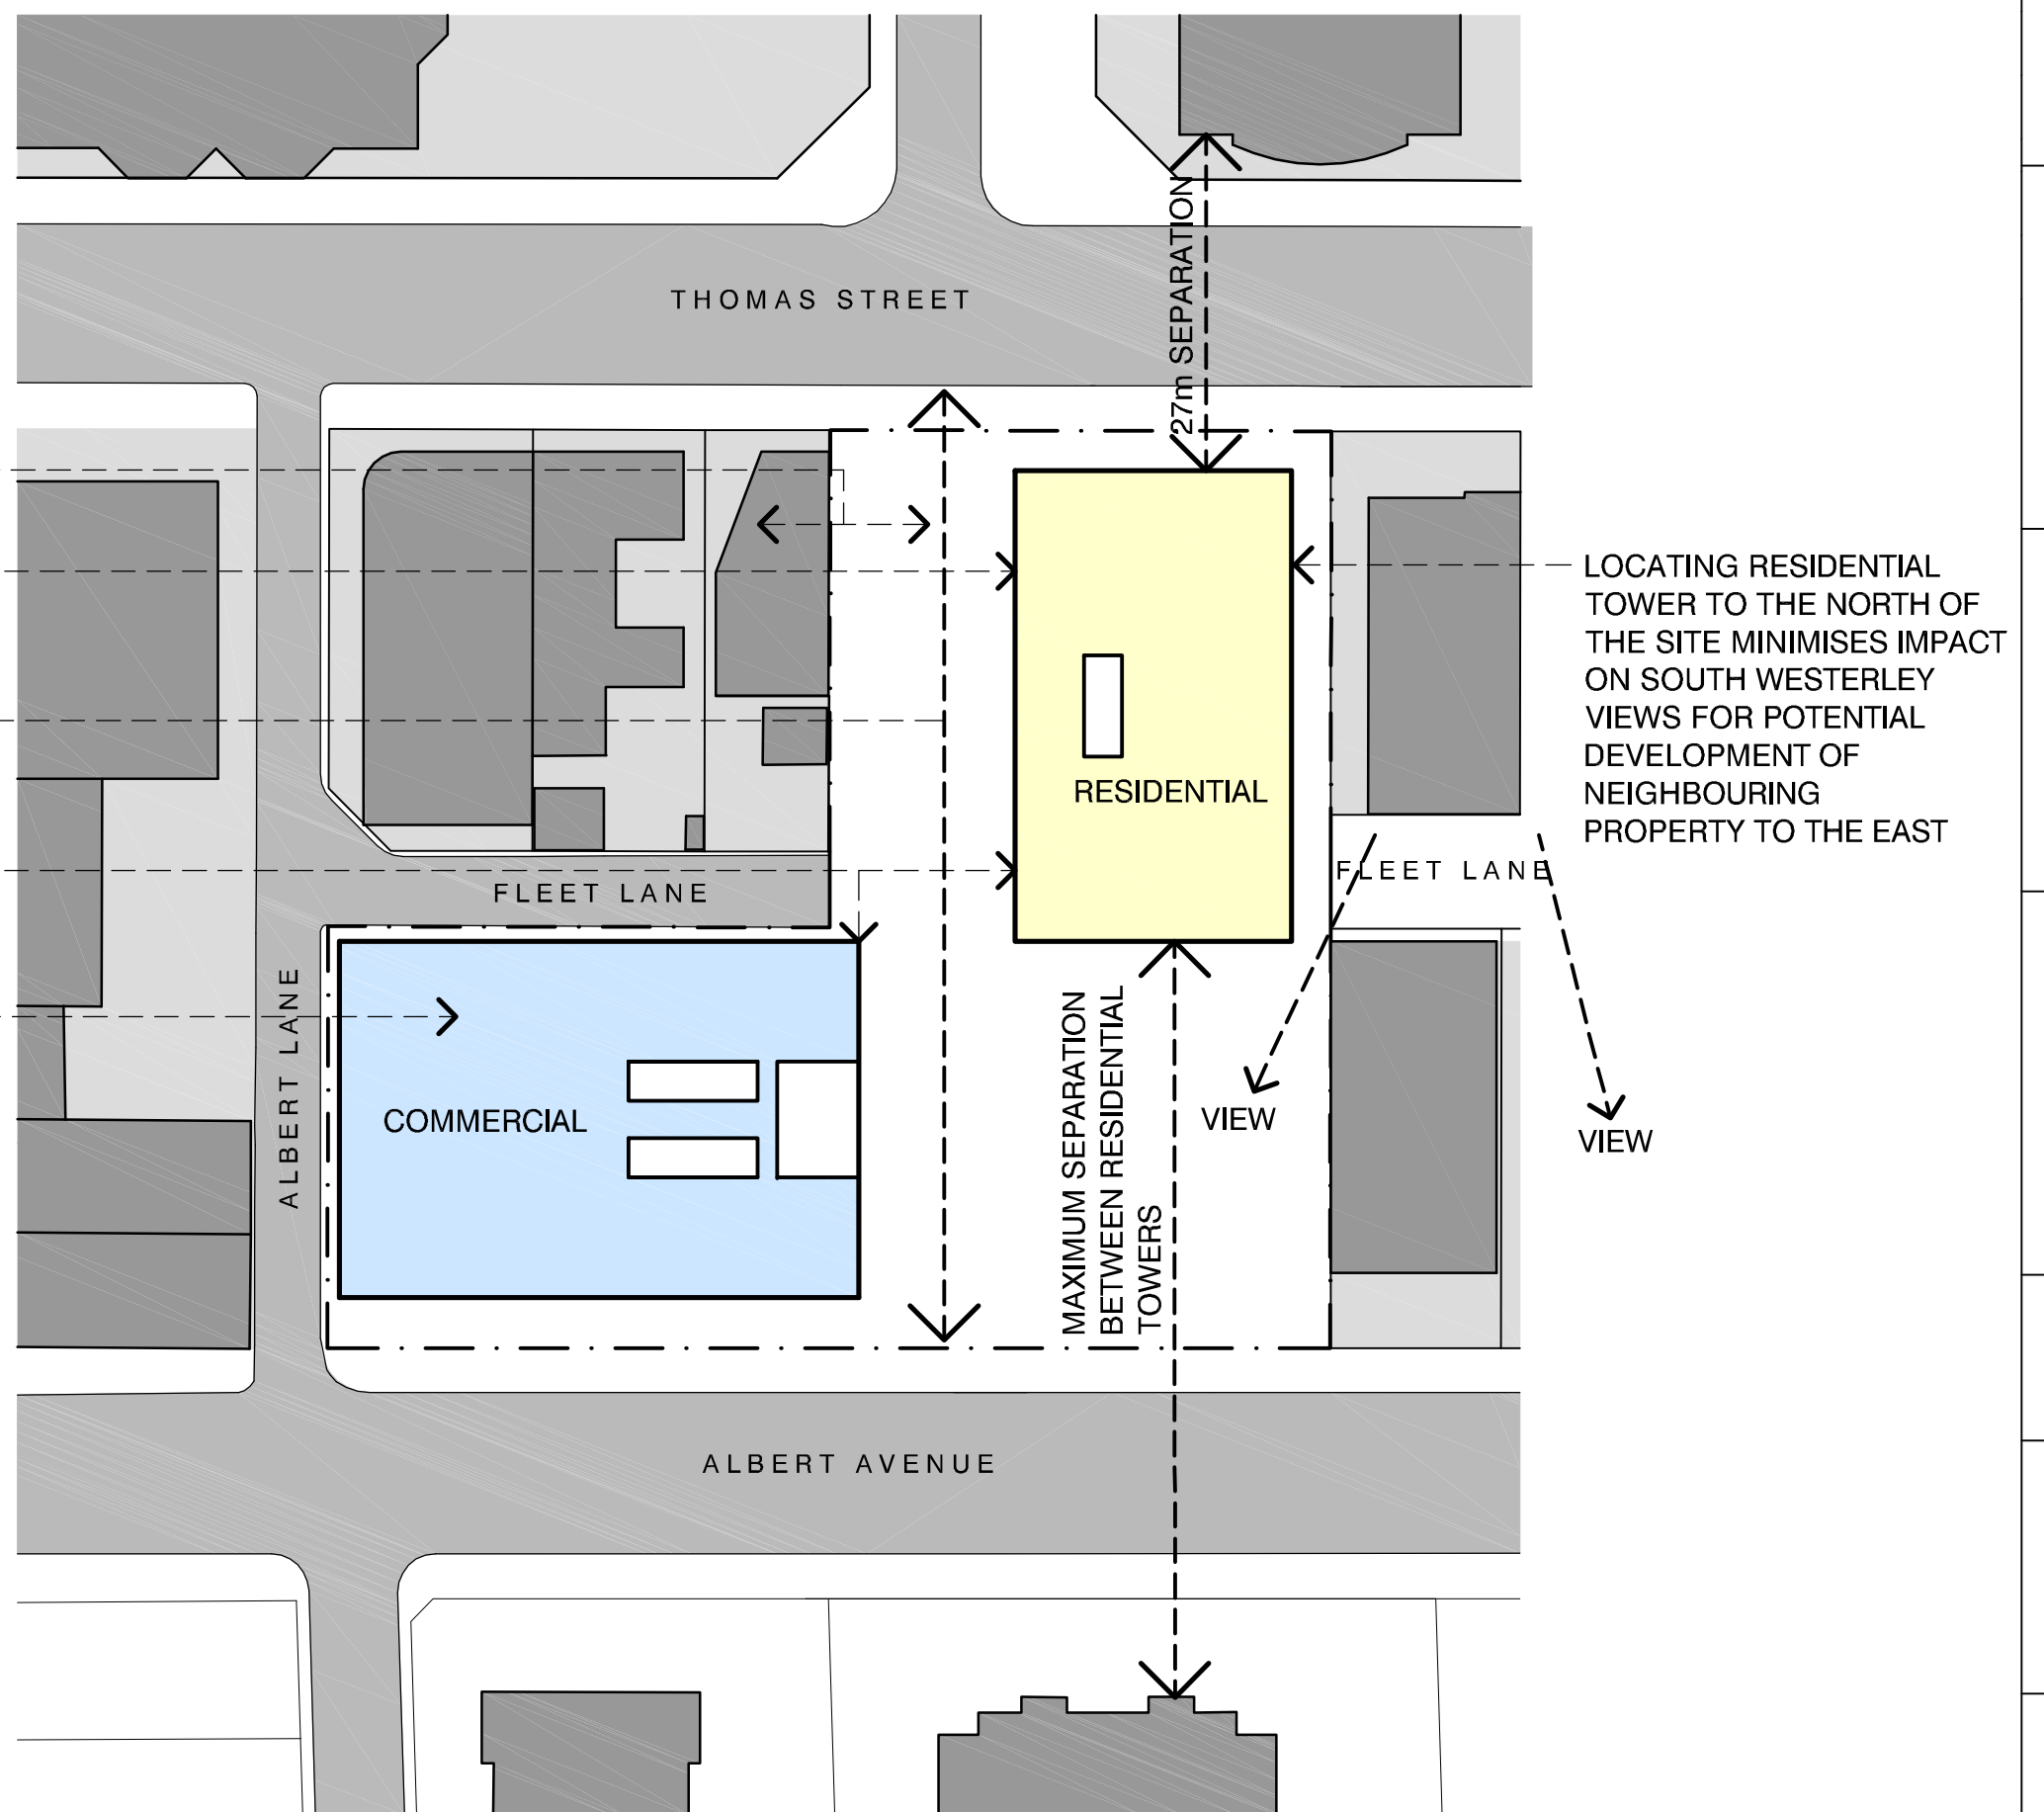 THOMAS STREET
27m SEPARATION
LOCATING RESIDENTIAL
TOWER TO THE NORTH OF
THE SITE MINIMISES IMPACT
ON SOUTH WESTERLEY
VIEWS FOR POTENTIAL
DEVELOPMENT OF
NEIGHBOURING
PROPERTY TO THE EAST
RESIDENTIAL
FLEET LANE
FLEET LANE
ALBERT LANE
COMMERCIAL
MAXIMUM SEPARATION
BETWEEN RESIDENTIAL
TOWERS
VIEW
VIEW
ALBERT AVENUE